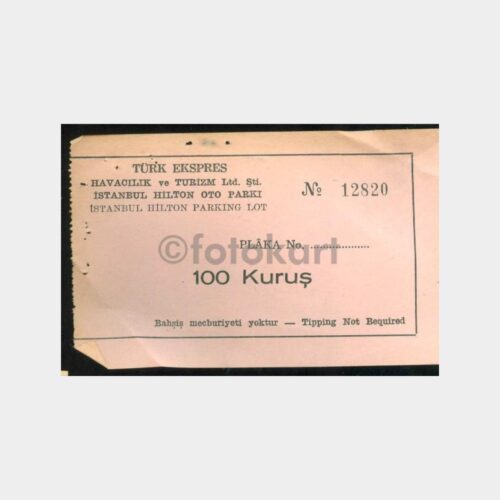 TÜRK EKSPRES
HAVACILIK ve TURİZM Ltd. Şti.
İSTANBUL HİLTON OTO PARKI
İSTANBUL HİLTON PARKING LOT
№ 12820
©fotokart
PLÂKA No. ....................
100 Kuruş
Bahşiş mecburiyeti yoktur — Tipping Not Required